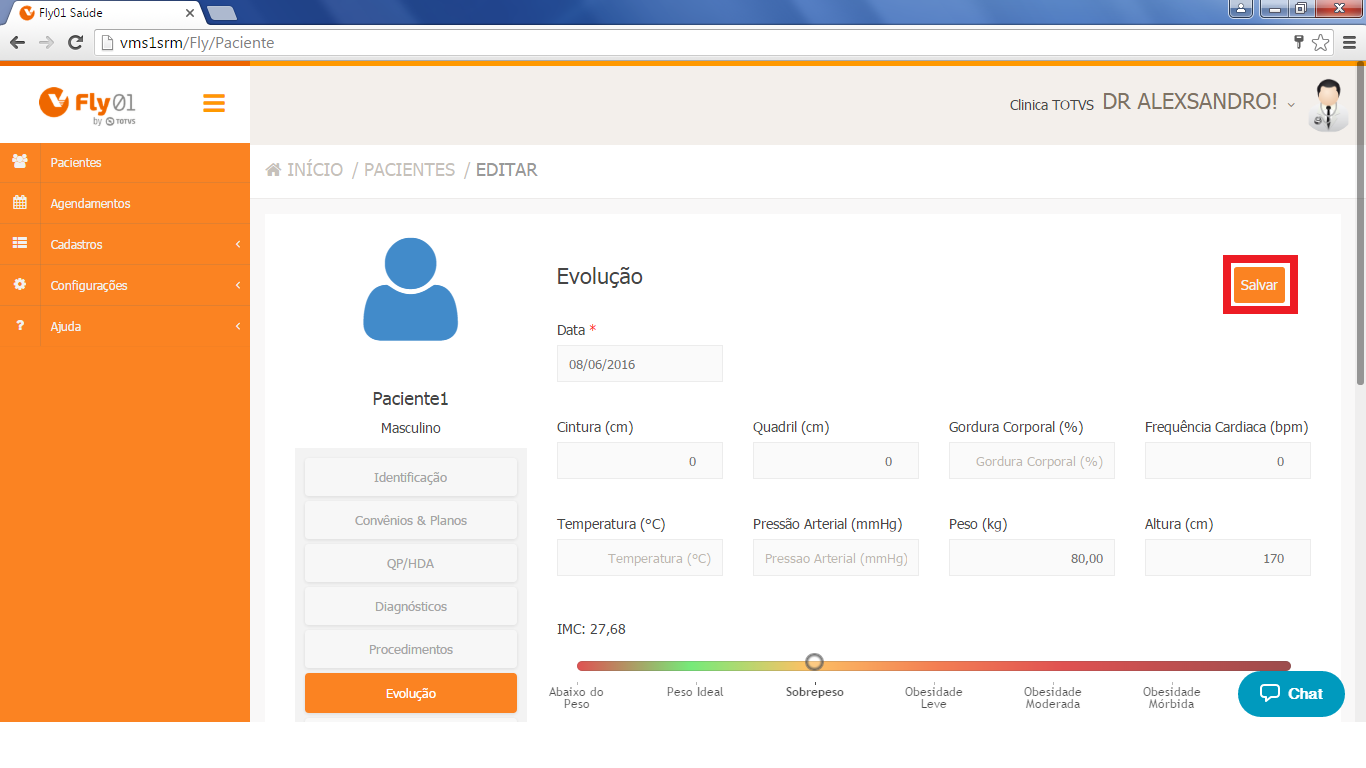 Fly01 Saúde
vms1srm/Fly/Paciente
Fly01
by TOTVS
Clinica TOTVS DR ALEXSANDRO!
Pacientes
Agendamentos
Cadastros
Configurações
Ajuda
INÍCIO / PACIENTES / EDITAR
Paciente1
Masculino
Identificação
Convênios & Planos
QP/HDA
Diagnósticos
Procedimentos
Evolução
Evolução
Salvar
Data *
08/06/2016
Cintura (cm) Quadril (cm) Gordura Corporal (%) Frequência Cardiaca (bpm)
0 0 Gordura Corporal (%) 0
Temperatura (ºC) Pressão Arterial (mmHg) Peso (kg) Altura (cm)
Temperatura (ºC) Pressao Arterial (mmHg) 80,00 170
IMC: 27,68
Abaixo do Peso
Peso Ideal
Sobrepeso
Obesidade Leve
Obesidade Moderada
Obesidade Mórbida
Chat